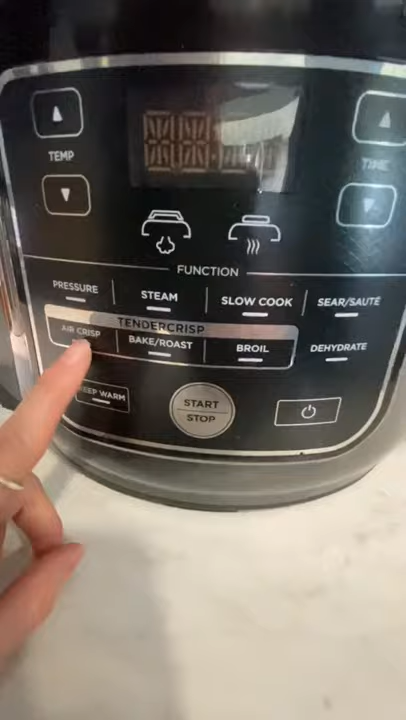 TEMP
TIME
FUNCTION
PRESSURE
STEAM
SLOW COOK
SEAR/SAUTÉ
TENDERCRISP
AIR CRISP
BAKE/ROAST
BROIL
DEHYDRATE
KEEP WARM
START
STOP